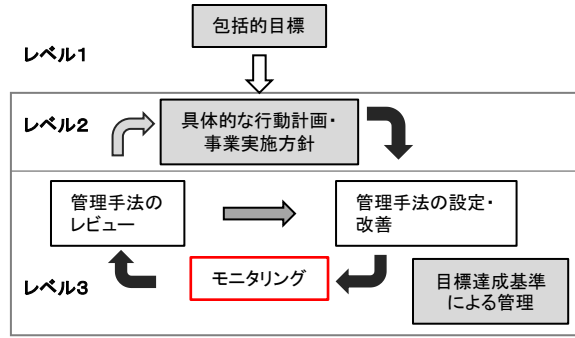 包括的目標
レベル1
レベル2
具体的な行動計画・
事業実施方針
管理手法の
レビュー
管理手法の設定・
改善
モニタリング
レベル3
目標達成基準
による管理